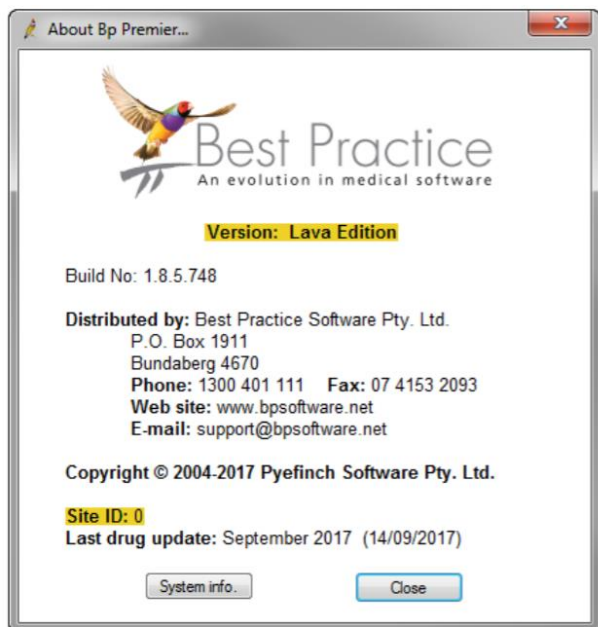 About Bp Premier...
Best Practice
An evolution in medical software
Version: Lava Edition
Build No: 1.8.5.748
Distributed by: Best Practice Software Pty. Ltd.
P.O. Box 1911
Bundaberg 4670
Phone: 1300 401 111 Fax: 07 4153 2093
Web site: www.bpsoftware.net
E-mail: support@bpsoftware.net
Copyright © 2004-2017 Pyefinch Software Pty. Ltd.
Site ID: 0
Last drug update: September 2017 (14/09/2017)
System info. Close